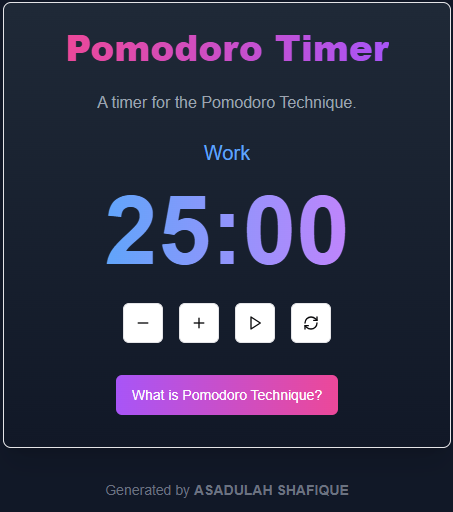 Pomodoro Timer
A timer for the Pomodoro Technique.
Work
25:00
What is Pomodoro Technique?
Generated by ASADULAH SHAFIQUE